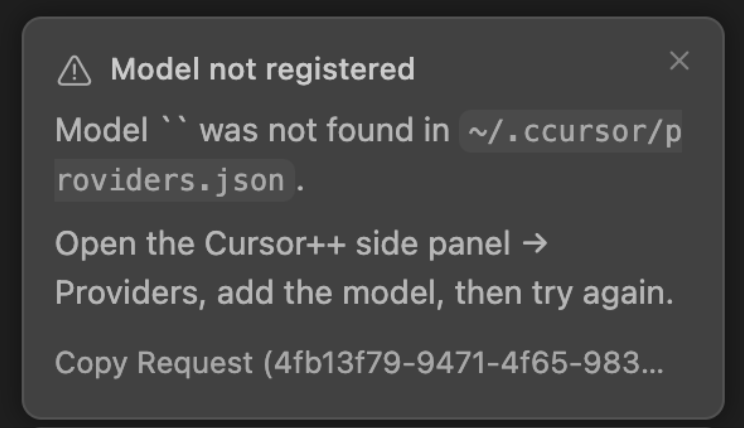 Model not registered
Model `` was not found in ~/.ccursor/p
roviders.json.
Open the Cursor++ side panel →
Providers, add the model, then try again.
Copy Request (4fb13f79-9471-4f65-983...